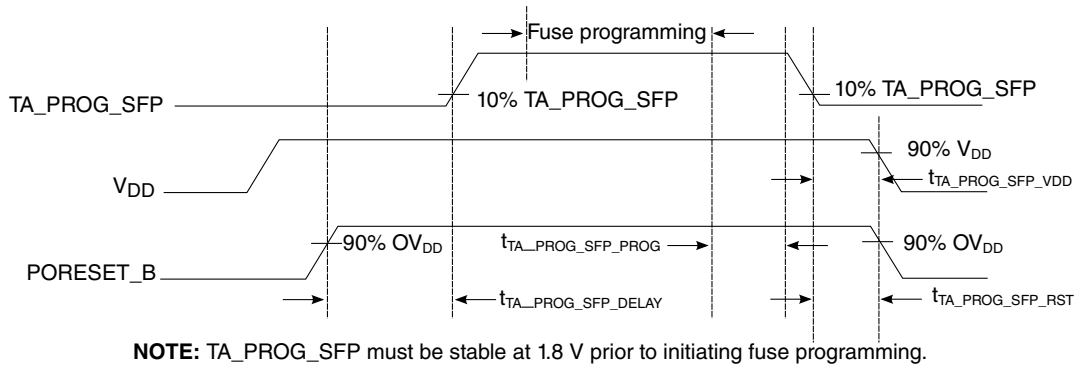 Fuse programming
TA_PROG_SFP
10% TA_PROG_SFP
10% TA_PROG_SFP
VDD
90% VDD
tTA_PROG_SFP_VDD
PORESET_B
90% OVDD
tTA_PROG_SFP_PROG
90% OVDD
tTA_PROG_SFP_DELAY
tTA_PROG_SFP_RST
NOTE: TA_PROG_SFP must be stable at 1.8 V prior to initiating fuse programming.